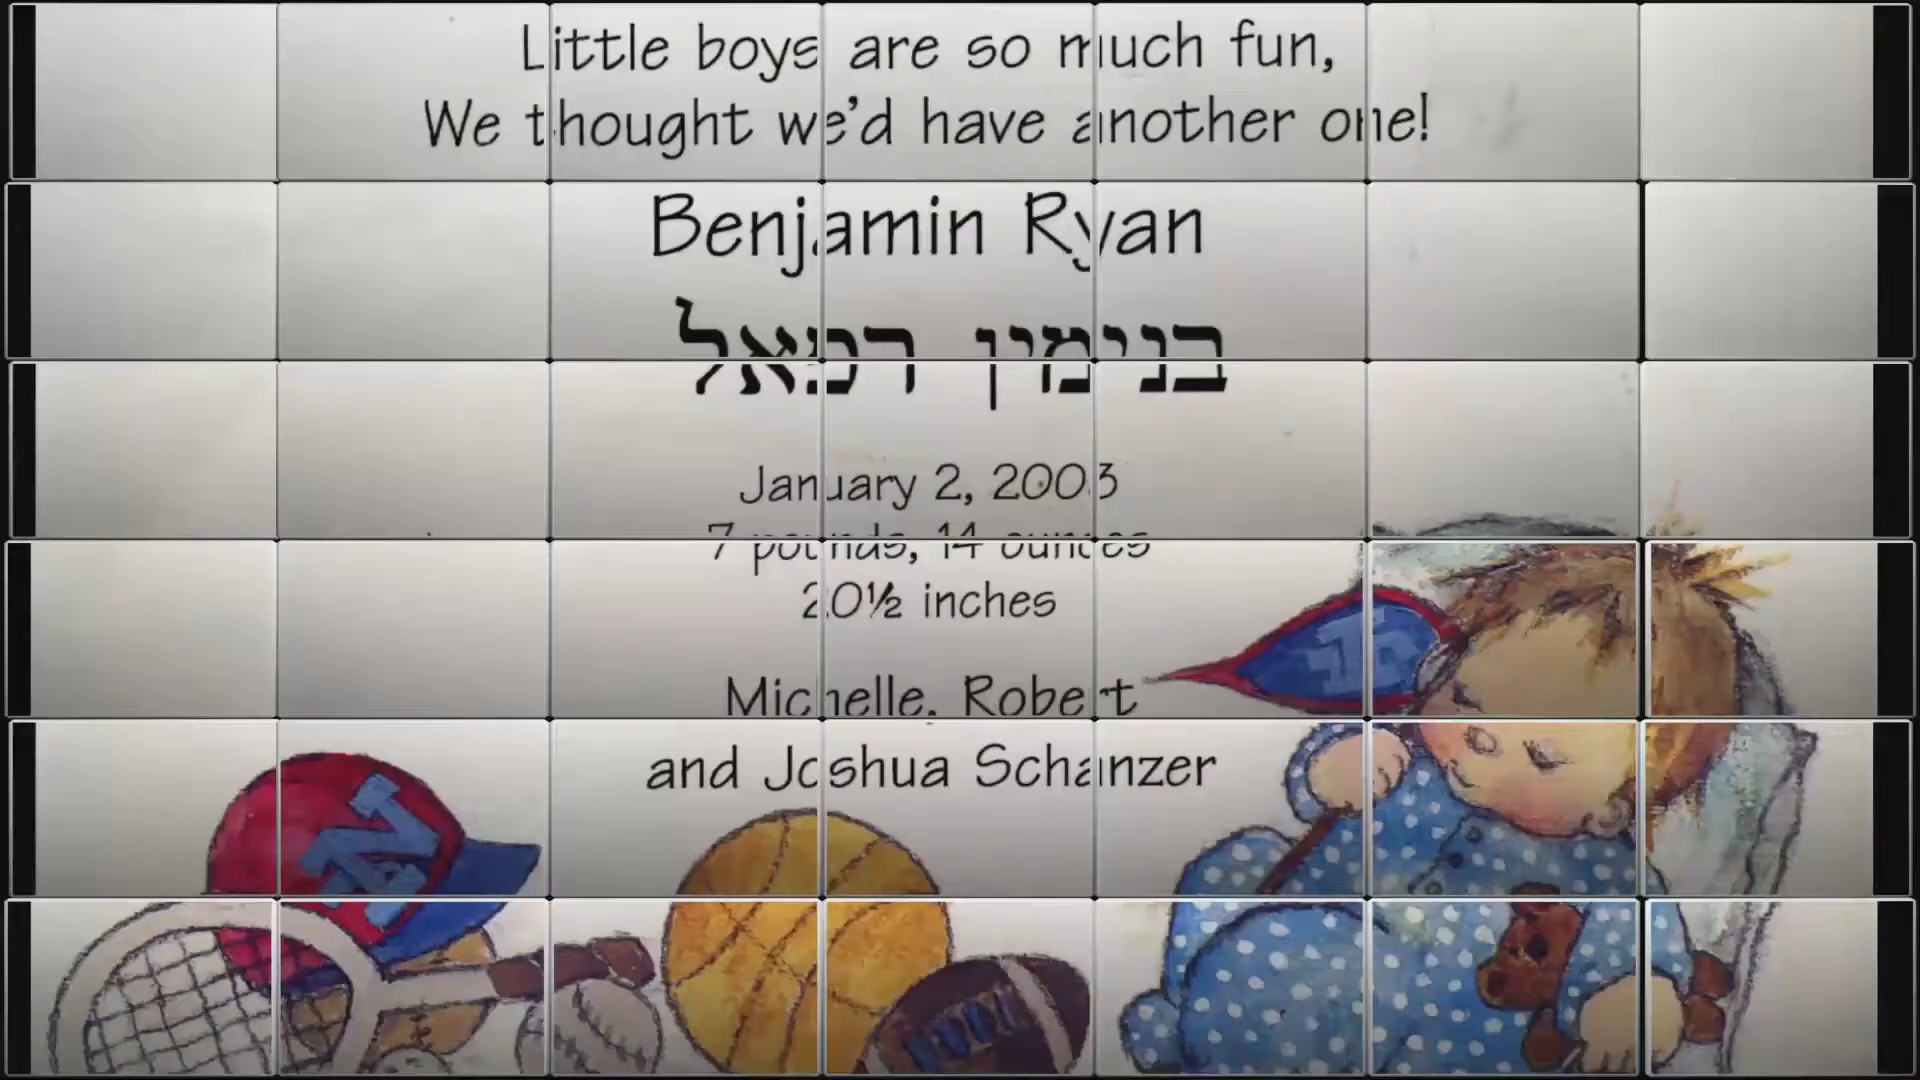 Little boys are so much fun,
We thought we'd have another one!
Benjamin Ryan
בנימין רפאל
January 2, 2003
7 pounds, 14 ounces
20½ inches
Michelle, Robert
and Joshua Schanzer